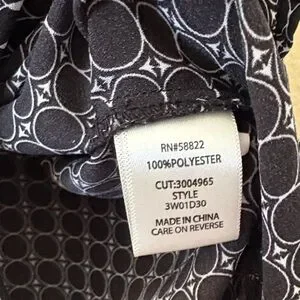 RN#58822
100%POLYESTER
CUT:3004965
STYLE
3W01D30
MADE IN CHINA
CARE ON REVERSE